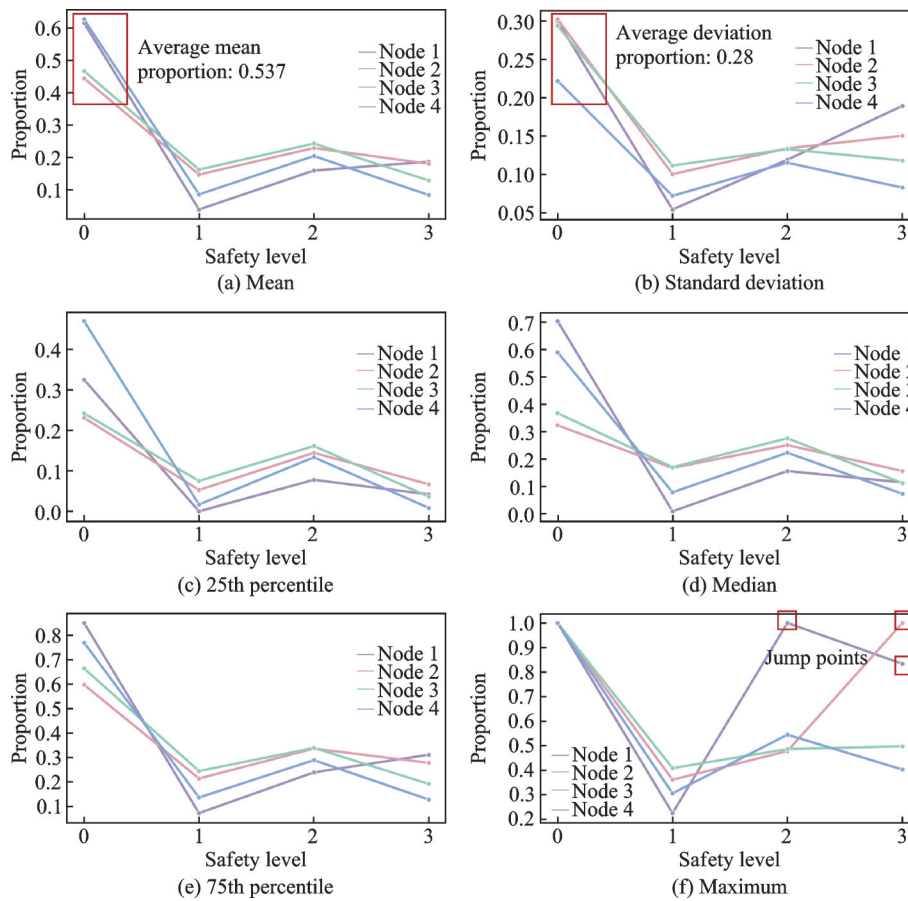 Proportion
0.6
0.5
0.4
0.3
0.2
0.1
Average mean
proportion: 0.537
Node 1
Node 2
Node 3
Node 4
0 1 2 3
Safety level
(a) Mean
Proportion
0.30
0.25
0.20
0.15
0.10
0.05
Average deviation
proportion: 0.28
Node 1
Node 2
Node 3
Node 4
0 1 2 3
Safety level
(b) Standard deviation
Proportion
0.4
0.3
0.2
0.1
0.0
Node 1
Node 2
Node 3
Node 4
0 1 2 3
Safety level
(c) 25th percentile
Proportion
0.7
0.6
0.5
0.4
0.3
0.2
0.1
0.0
Node
Node 2
Node 3
Node 4
0 1 2 3
Safety level
(d) Median
Proportion
0.8
0.7
0.6
0.5
0.4
0.3
0.2
0.1
Node 1
Node 2
Node 3
Node 4
0 1 2 3
Safety level
(e) 75th percentile
Proportion
1.0
0.9
0.8
0.7
0.6
0.5
0.4
0.3
0.2
Jump points
Node 1
Node 2
Node 3
Node 4
0 1 2 3
Safety level
(f) Maximum